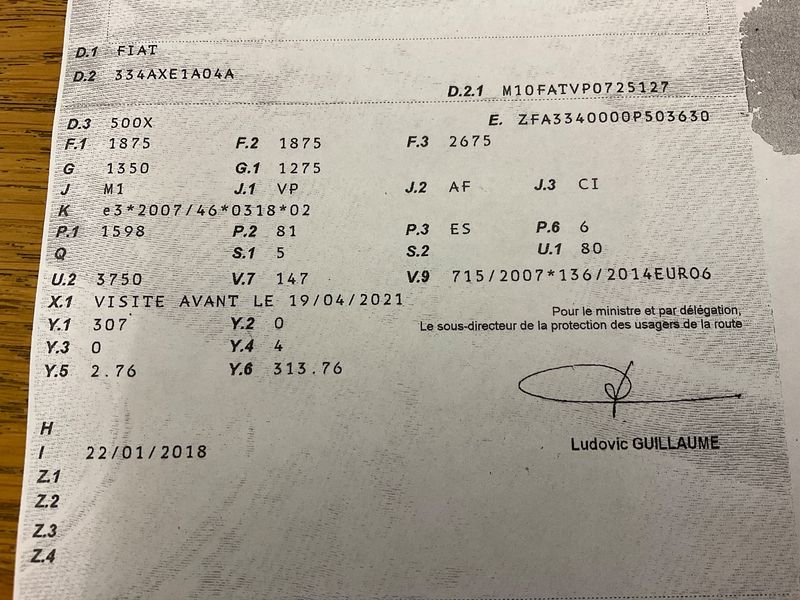 D.1 FIAT
D.2 334AXE1A04A
D.2.1 M10FATVP0725127
D.3 500X E. ZFA3340000P503630
F.1 1875 F.2 1875 F.3 2675
G 1350 G.1 1275
J M1 J.1 VP J.2 AF J.3 CI
K e3*2007/46*0318*02
P.1 1598 P.2 81 P.3 ES P.6 6
Q S.1 5 S.2 U.1 80
U.2 3750 V.7 147 V.9 715/2007*136/2014EURO6
X.1 VISITE AVANT LE 19/04/2021
Y.1 307 Y.2 0
Pour le ministre et par délégation,
Le sous-directeur de la protection des usagers de la route
Y.3 0 Y.4 4
Y.5 2.76 Y.6 313.76
H
Ludovic GUILLAUME
I 22/01/2018
Z.1
Z.2
Z.3
Z.4